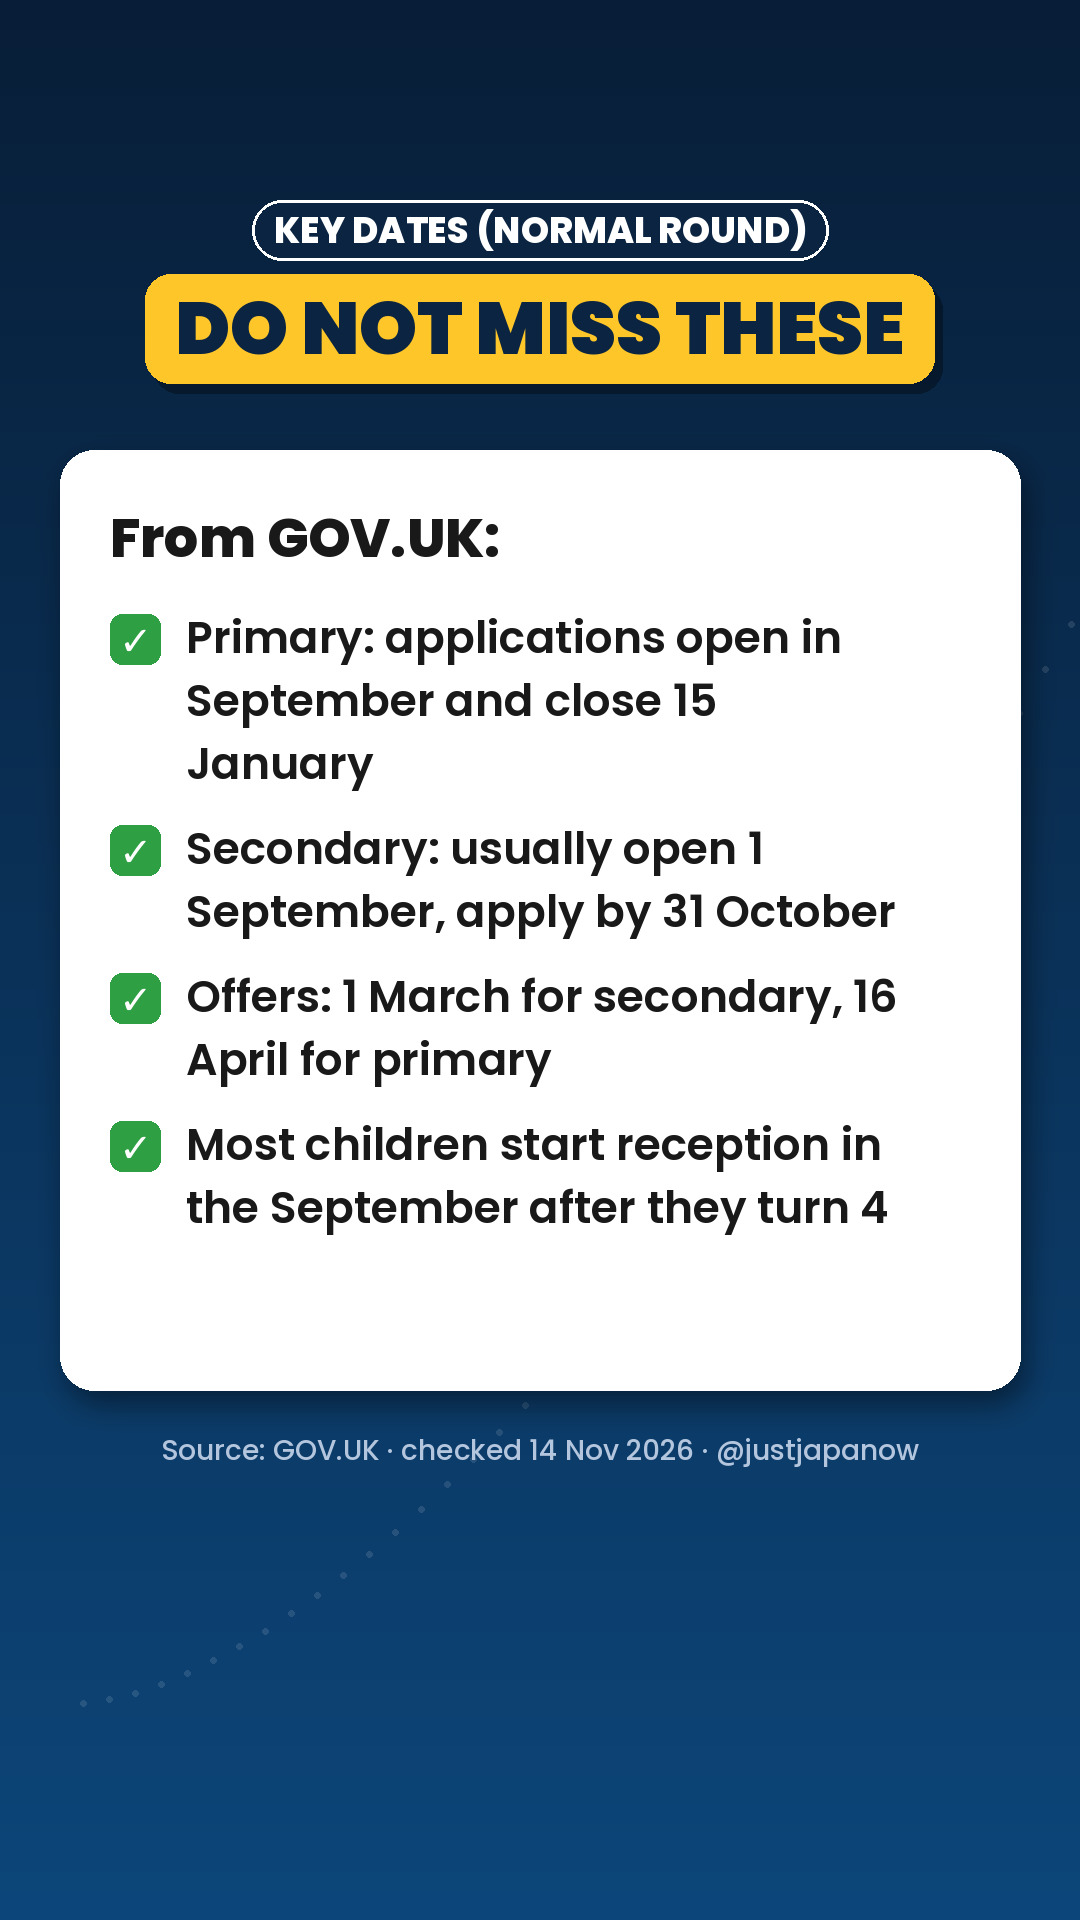 KEY DATES (NORMAL ROUND)
DO NOT MISS THESE
From GOV.UK:
✓ Primary: applications open in
September and close 15
January
✓ Secondary: usually open 1
September, apply by 31 October
✓ Offers: 1 March for secondary, 16
April for primary
✓ Most children start reception in
the September after they turn 4
Source: GOV.UK · checked 14 Nov 2026 · @justjapanow